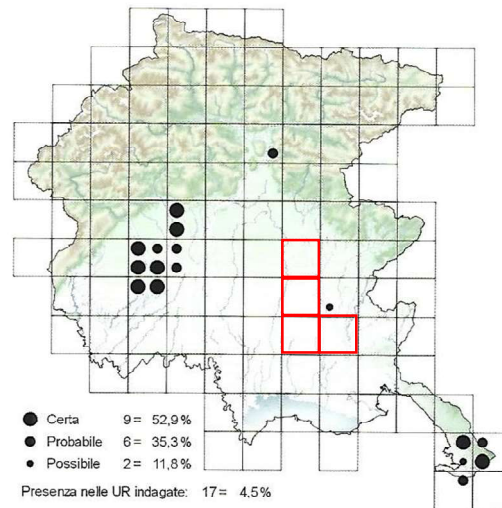 Certa 9= 52,9%
Probabile 6= 35,3%
Possibile 2= 11,8%
Presenza nelle UR indagate: 17= 4.5%